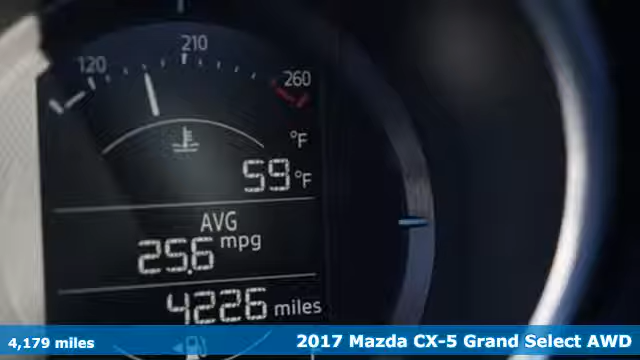 120
210
260
°F
59°F
AVG
25.6 mpg
4226 miles
4,179 miles
2017 Mazda CX-5 Grand Select AWD